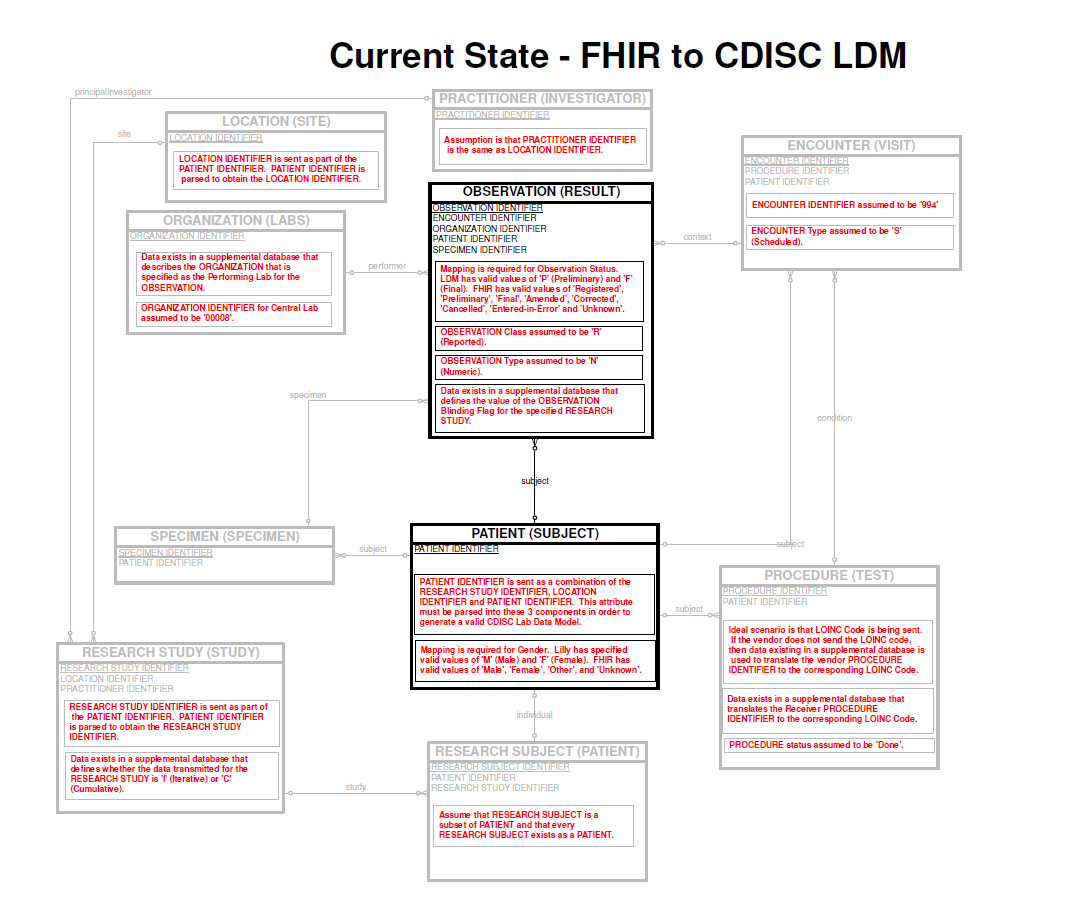 Current State - FHIR to CDISC LDM
principalInvestigator
PRACTITIONER (INVESTIGATOR)
PRACTITIONER IDENTIFIER
Assumption is that PRACTITIONER IDENTIFIER
is the same as LOCATION IDENTIFIER.
site
LOCATION (SITE)
LOCATION IDENTIFIER
LOCATION IDENTIFIER is sent as part of the
PATIENT IDENTIFIER. PATIENT IDENTIFIER is
parsed to obtain the LOCATION IDENTIFIER.
ENCOUNTER (VISIT)
ENCOUNTER IDENTIFIER
PROCEDURE IDENTIFIER
PATIENT IDENTIFIER
ENCOUNTER IDENTIFIER assumed to be '994'
ENCOUNTER Type assumed to be 'S'
(Scheduled).
OBSERVATION (RESULT)
OBSERVATION IDENTIFIER
ENCOUNTER IDENTIFIER
ORGANIZATION IDENTIFIER
PATIENT IDENTIFIER
SPECIMEN IDENTIFIER
Mapping is required for Observation Status.
LDM has valid values of 'P' (Preliminary) and 'F'
(Final). FHIR has valid values of 'Registered',
'Preliminary', 'Final', 'Amended', 'Corrected',
'Cancelled', 'Entered-in-Error' and 'Unknown'.
OBSERVATION Class assumed to be 'R'
(Reported).
OBSERVATION Type assumed to be 'N'
(Numeric).
Data exists in a supplemental database that
defines the value of the OBSERVATION
Blinding Flag for the specified RESEARCH
STUDY.
context
ORGANIZATION (LABS)
ORGANIZATION IDENTIFIER
Data exists in a supplemental database that
describes the ORGANIZATION that is
specified as the Performing Lab for the
OBSERVATION.
ORGANIZATION IDENTIFIER for Central Lab
assumed to be '00008'.
performer
specimen
condition
subject
SPECIMEN (SPECIMEN)
SPECIMEN IDENTIFIER
PATIENT IDENTIFIER
subject
PATIENT (SUBJECT)
PATIENT IDENTIFIER
PATIENT IDENTIFIER is sent as a combination of the
RESEARCH STUDY IDENTIFIER, LOCATION
IDENTIFIER and PATIENT IDENTIFIER. This attribute
must be parsed into these 3 components in order to
generate a valid CDISC Lab Data Model.
Mapping is required for Gender. Lilly has specified
valid values of 'M' (Male) and 'F' (Female). FHIR has
valid values of 'Male', 'Female', 'Other', and 'Unknown'.
subject
subject
PROCEDURE (TEST)
PROCEDURE IDENTIFIER
PATIENT IDENTIFIER
Ideal scenario is that LOINC Code is being sent.
If the vendor does not send the LOINC code,
then data existing in a supplemental database is
used to translate the vendor PROCEDURE
IDENTIFIER to the corresponding LOINC Code.
Data exists in a supplemental database that
translates the Receiver PROCEDURE
IDENTIFIER to the corresponding LOINC Code.
PROCEDURE status assumed to be 'Done'.
RESEARCH STUDY (STUDY)
RESEARCH STUDY IDENTIFIER
LOCATION IDENTIFIER
PRACTITIONER IDENTIFIER
RESEARCH STUDY IDENTIFIER is sent as part of
the PATIENT IDENTIFIER. PATIENT IDENTIFIER
is parsed to obtain the RESEARCH STUDY
IDENTIFIER.
Data exists in a supplemental database that
defines whether the data transmitted for the
RESEARCH STUDY is 'I' (Iterative) or 'C'
(Cumulative).
study
individual
RESEARCH SUBJECT (PATIENT)
RESEARCH SUBJECT IDENTIFIER
PATIENT IDENTIFIER
RESEARCH STUDY IDENTIFIER
Assume that RESEARCH SUBJECT is a
subset of PATIENT and that every
RESEARCH SUBJECT exists as a PATIENT.